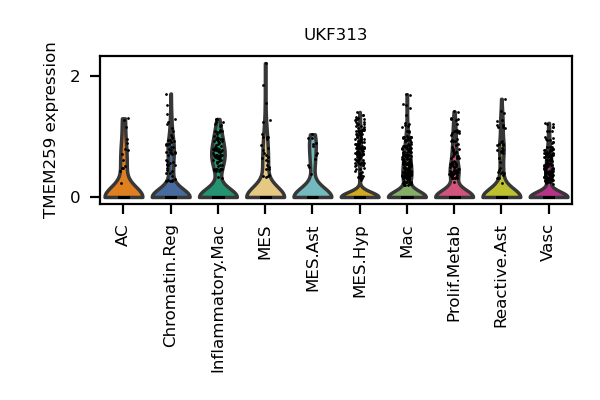 UKF313
TMEM259 expression
2
0
AC
Chromatin.Reg
Inflammatory.Mac
MES
MES.Ast
MES.Hyp
Mac
Prolif.Metab
Reactive.Ast
Vasc